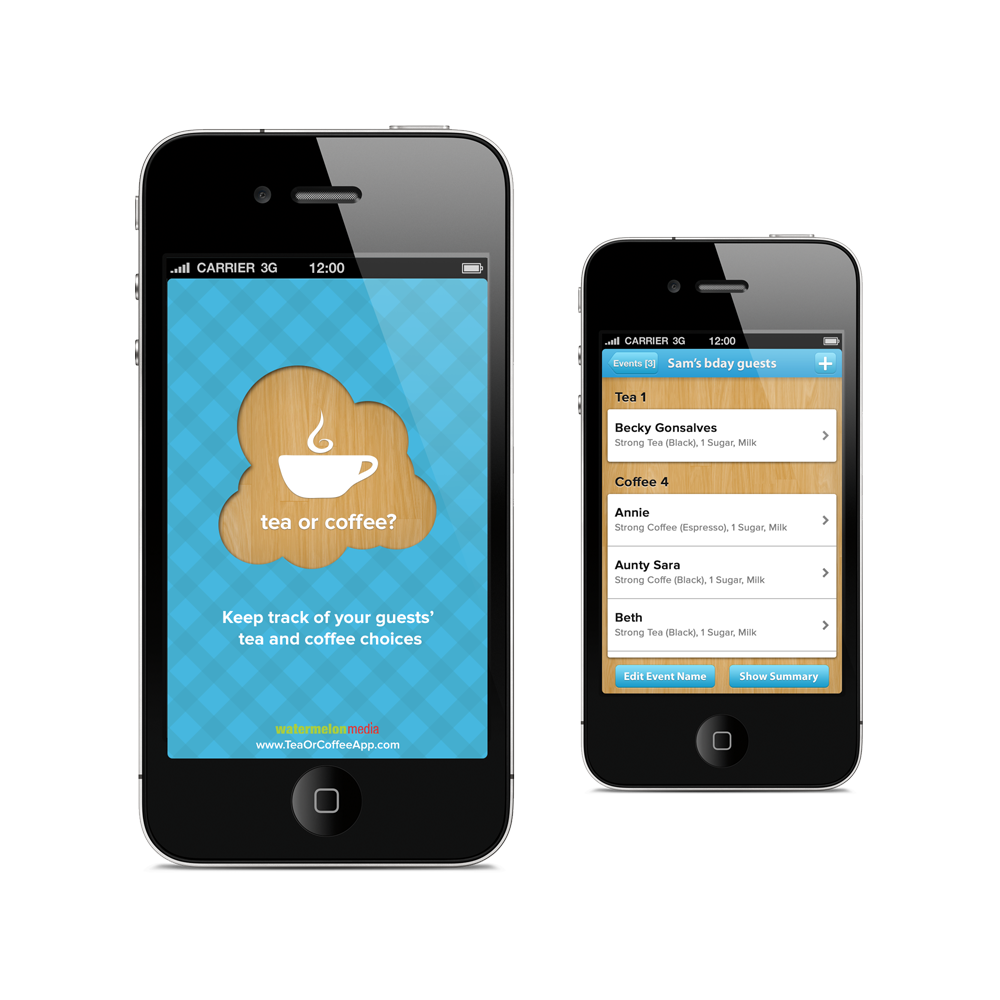 CARRIER 3G 12:00
tea or coffee?
Keep track of your guests’
tea and coffee choices
watermelonmedia
www.TeaOrCoffeeApp.com
CARRIER 3G 12:00
Events [3] Sam’s bday guests +
Tea 1
Becky Gonsalves
Strong Tea (Black), 1 Sugar, Milk
Coffee 4
Annie
Strong Coffee (Espresso), 1 Sugar, Milk
Aunty Sara
Strong Coffe (Black), 1 Sugar, Milk
Beth
Strong Tea (Black), 1 Sugar, Milk
Edit Event Name Show Summary